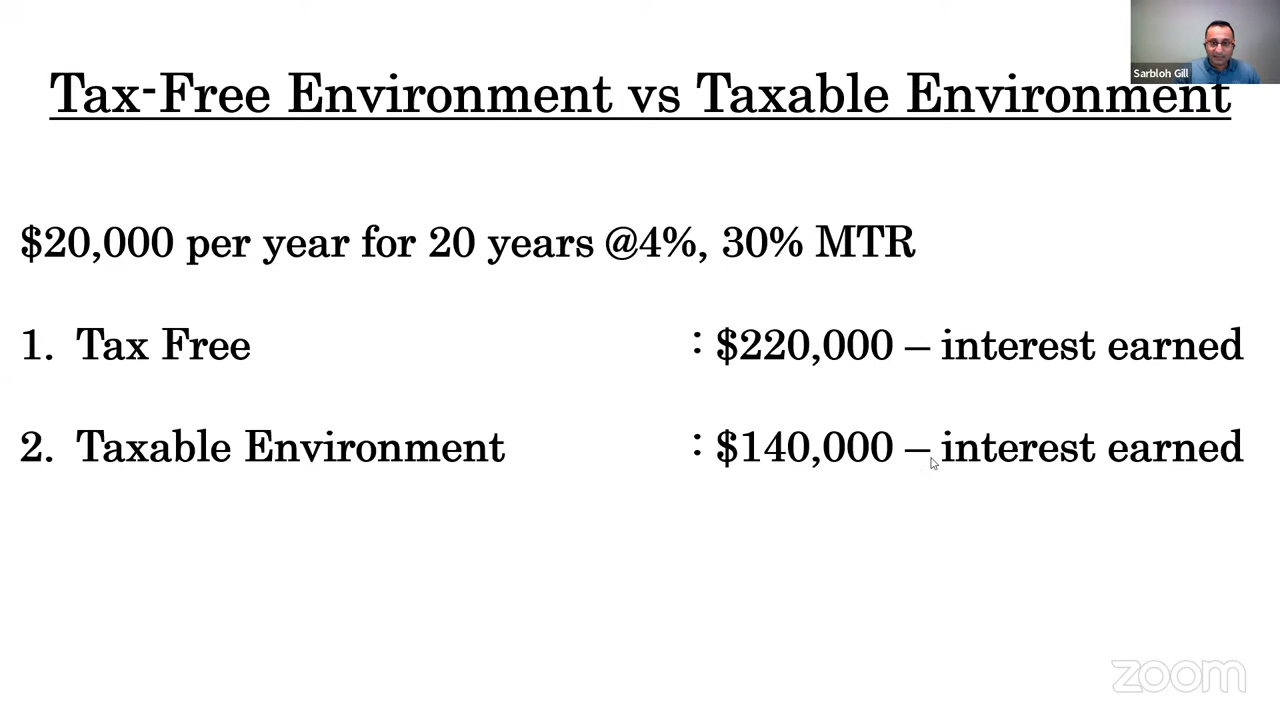 Sarbloh Gill
Tax-Free Environment vs Taxable Environment
$20,000 per year for 20 years @4%, 30% MTR
1. Tax Free : $220,000 – interest earned
2. Taxable Environment : $140,000 – interest earned
zoom